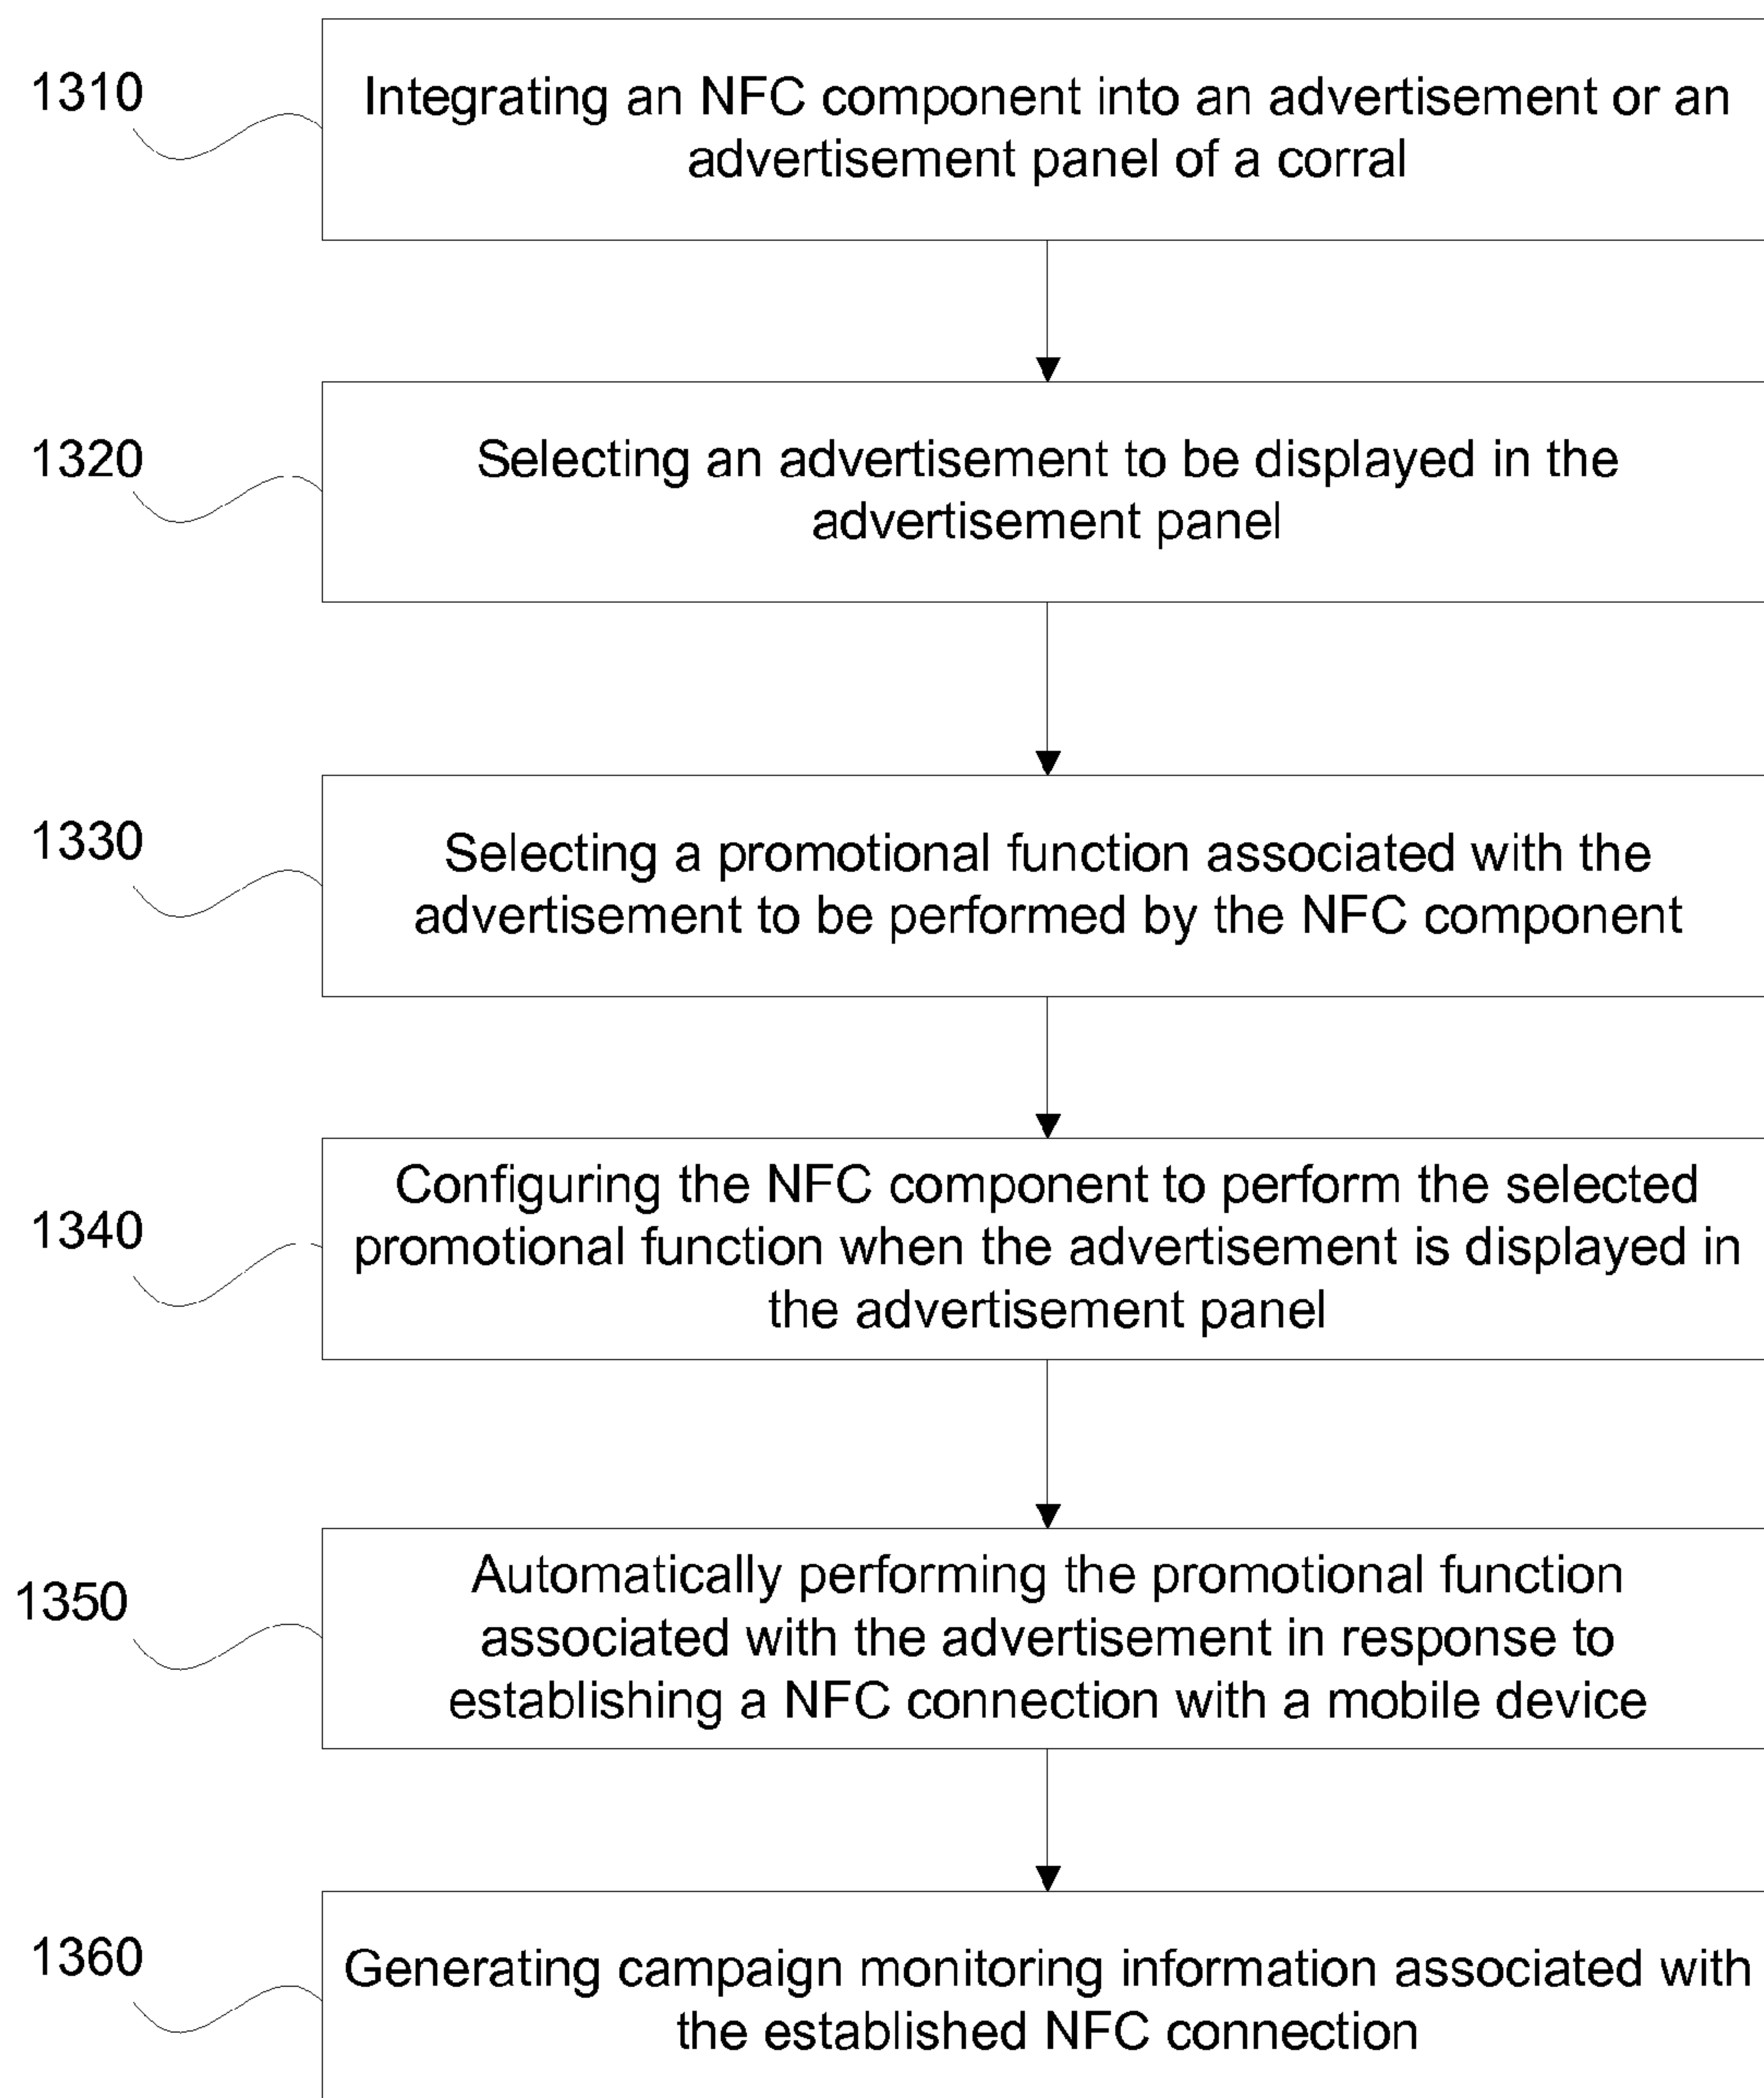 1310
Integrating an NFC component into an advertisement or an
advertisement panel of a corral
1320
Selecting an advertisement to be displayed in the
advertisement panel
1330
Selecting a promotional function associated with the
advertisement to be performed by the NFC component
1340
Configuring the NFC component to perform the selected
promotional function when the advertisement is displayed in
the advertisement panel
1350
Automatically performing the promotional function
associated with the advertisement in response to
establishing a NFC connection with a mobile device
1360
Generating campaign monitoring information associated with
the established NFC connection